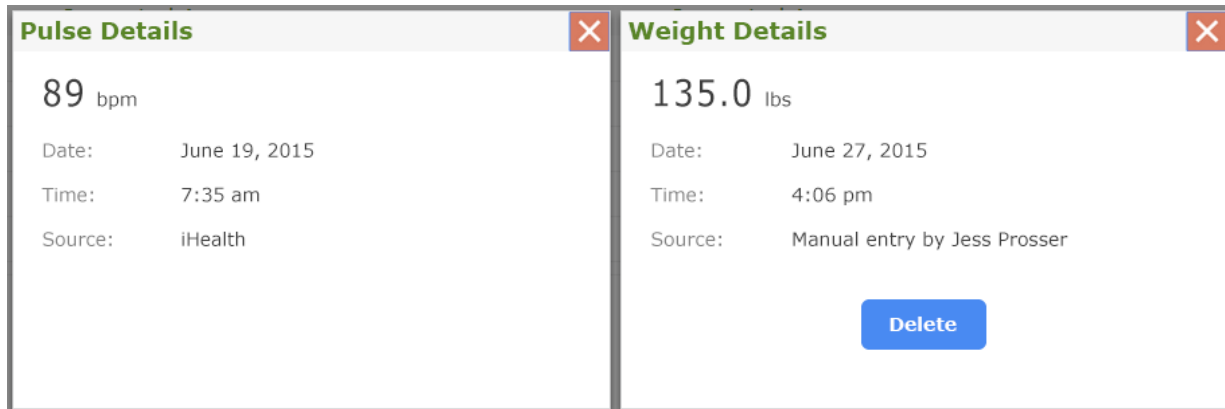 Pulse Details
89 bpm
Date: June 19, 2015
Time: 7:35 am
Source: iHealth
Weight Details
135.0 lbs
Date: June 27, 2015
Time: 4:06 pm
Source: Manual entry by Jess Prosser
Delete